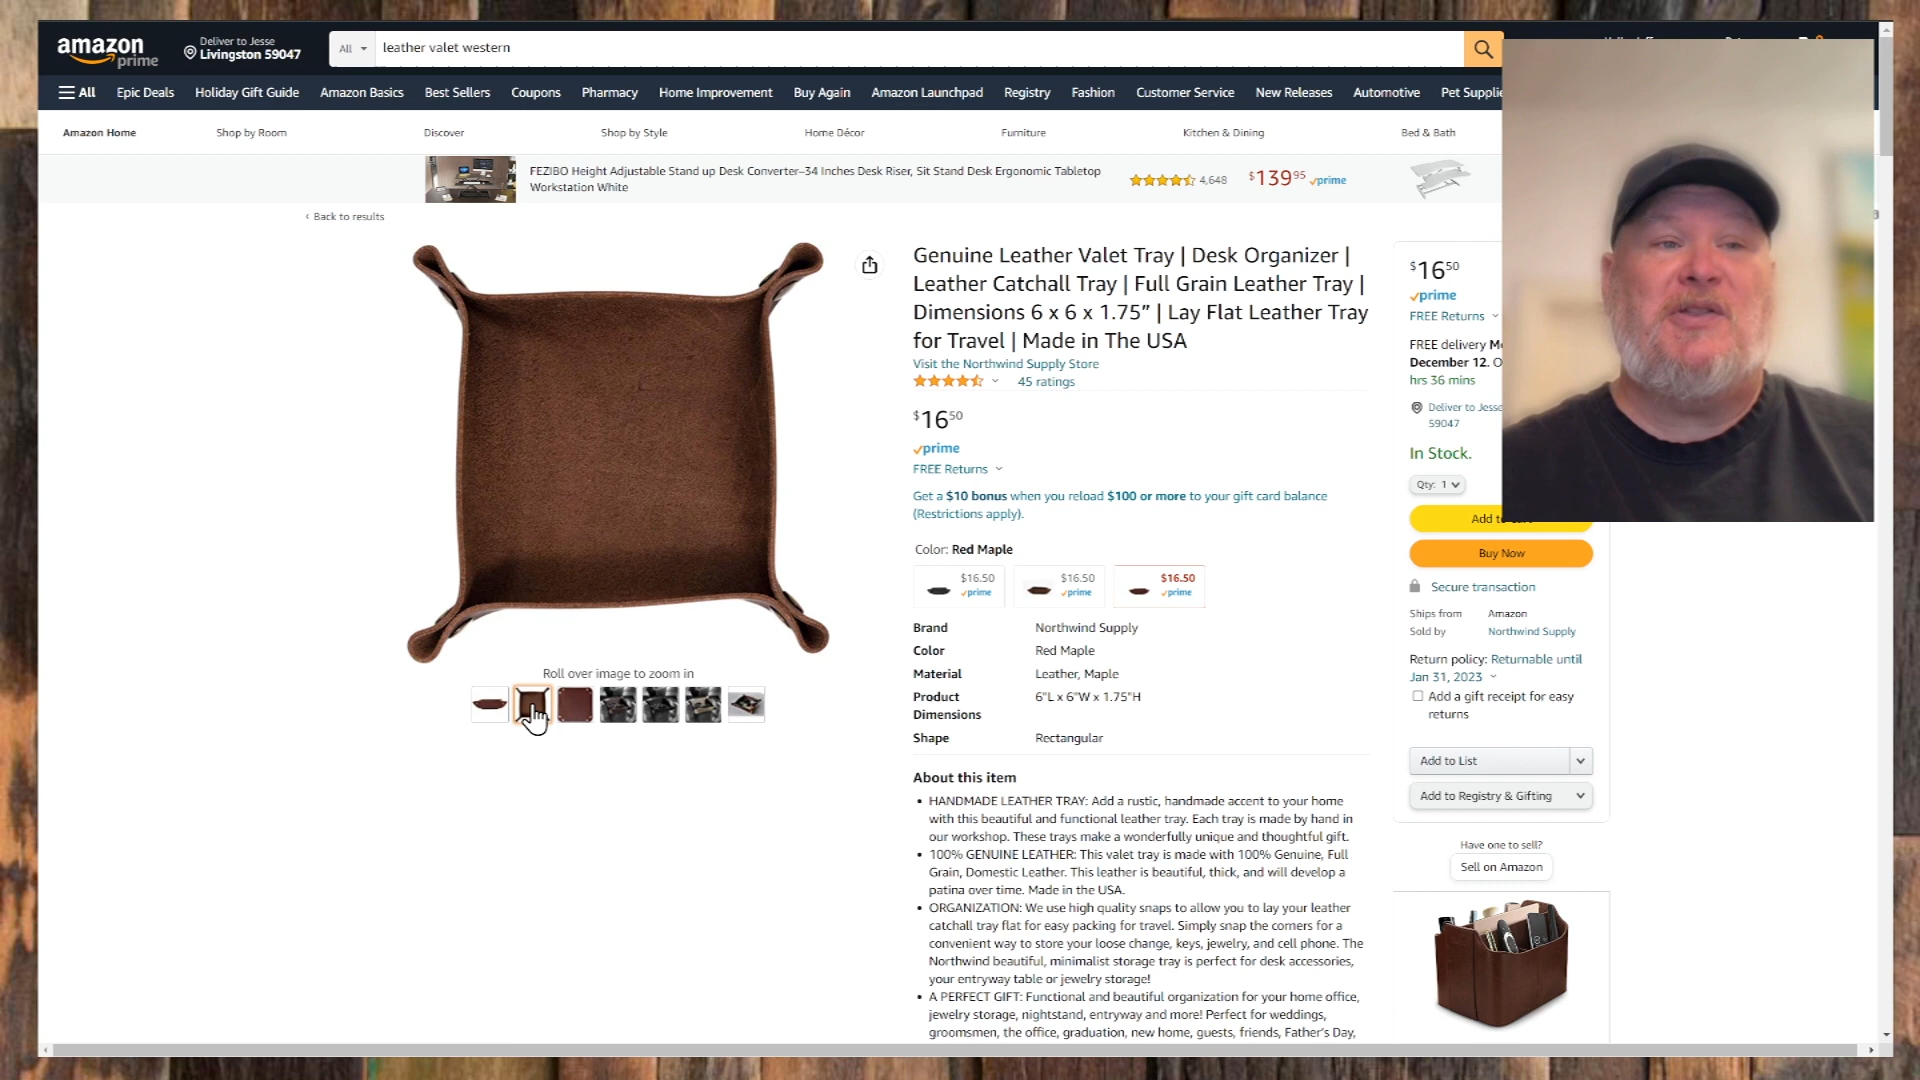 amazon
prime
Deliver to Jesse
Livingston 59047
All
leather valet western
All
Epic Deals
Holiday Gift Guide
Amazon Basics
Best Sellers
Coupons
Pharmacy
Home Improvement
Buy Again
Amazon Launchpad
Registry
Fashion
Customer Service
New Releases
Automotive
Pet Supplie
Amazon Home
Shop by Room
Discover
Shop by Style
Home Décor
Furniture
Kitchen & Dining
Bed & Bath
FEZIBO Height Adjustable Stand up Desk Converter–34 Inches Desk Riser, Sit Stand Desk Ergonomic Tabletop
Workstation White
4,648
$13995
prime
‹ Back to results
Genuine Leather Valet Tray | Desk Organizer |
Leather Catchall Tray | Full Grain Leather Tray |
Dimensions 6 x 6 x 1.75” | Lay Flat Leather Tray
for Travel | Made in The USA
Visit the Northwind Supply Store
45 ratings
$1650
prime
FREE Returns
Get a $10 bonus when you reload $100 or more to your gift card balance
(Restrictions apply).
Color: Red Maple
$16.50
prime
$16.50
prime
$16.50
prime
Brand Northwind Supply
Color Red Maple
Material Leather, Maple
Product Dimensions 6"L x 6"W x 1.75"H
Shape Rectangular
Roll over image to zoom in
About this item
• HANDMADE LEATHER TRAY: Add a rustic, handmade accent to your home
with this beautiful and functional leather tray. Each tray is made by hand in
our workshop. These trays make a wonderfully unique and thoughtful gift.
• 100% GENUINE LEATHER: This valet tray is made with 100% Genuine, Full
Grain, Domestic Leather. This leather is beautiful, thick, and will develop a
patina over time. Made in the USA.
• ORGANIZATION: We use high quality snaps to allow you to lay your leather
catchall tray flat for easy packing for travel. Simply snap the corners for a
convenient way to store your loose change, keys, jewelry, and cell phone. The
Northwind beautiful, minimalist storage tray is perfect for desk accessories,
your entryway table or jewelry storage!
• A PERFECT GIFT: Functional and beautiful organization for your home office,
jewelry storage, nightstand, entryway and more! Perfect for weddings,
groomsmen, the office, graduation, new home, guests, friends, Father’s Day,
$1650
prime
FREE Returns
FREE delivery
December 12.
hrs 36 mins
Deliver to Jesse
59047
In Stock.
Qty: 1
Add to
Buy Now
Secure transaction
Ships from Amazon
Sold by Northwind Supply
Return policy: Returnable until
Jan 31, 2023
Add a gift receipt for easy
returns
Add to List
Add to Registry & Gifting
Have one to sell?
Sell on Amazon